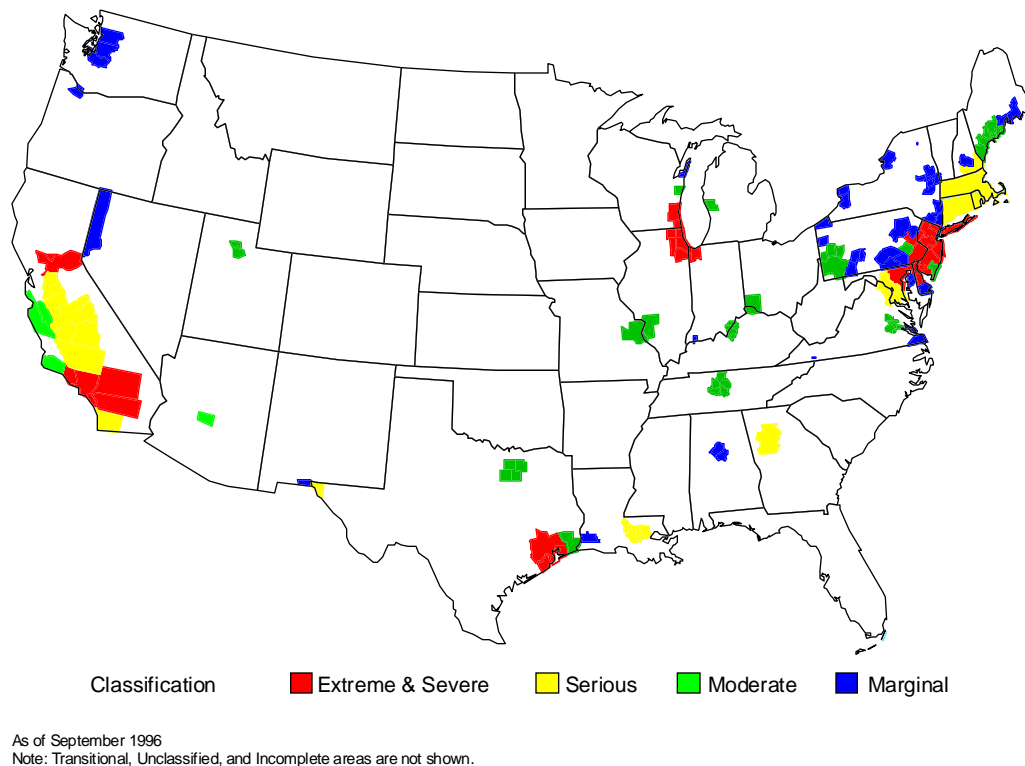 Classification Extreme & Severe Serious Moderate Marginal
As of September 1996
Note: Transitional, Unclassified, and Incomplete areas are not shown.